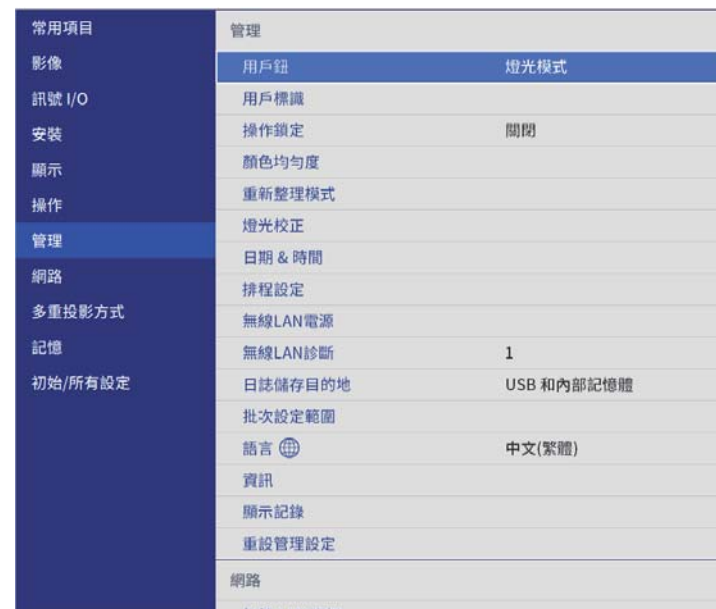 常用項目
影像
訊號 I/O
安裝
顯示
操作
管理
網路
多重投影方式
記憶
初始/所有設定
管理
用戶鈕 燈光模式
用戶標識
操作鎖定 關閉
顏色均勻度
重新整理模式
燈光校正
日期 & 時間
排程設定
無線LAN電源
無線LAN診斷 1
日誌儲存目的地 USB 和內部記憶體
批次設定範圍
語言 中文(繁體)
資訊
顯示記錄
重設管理設定
網路